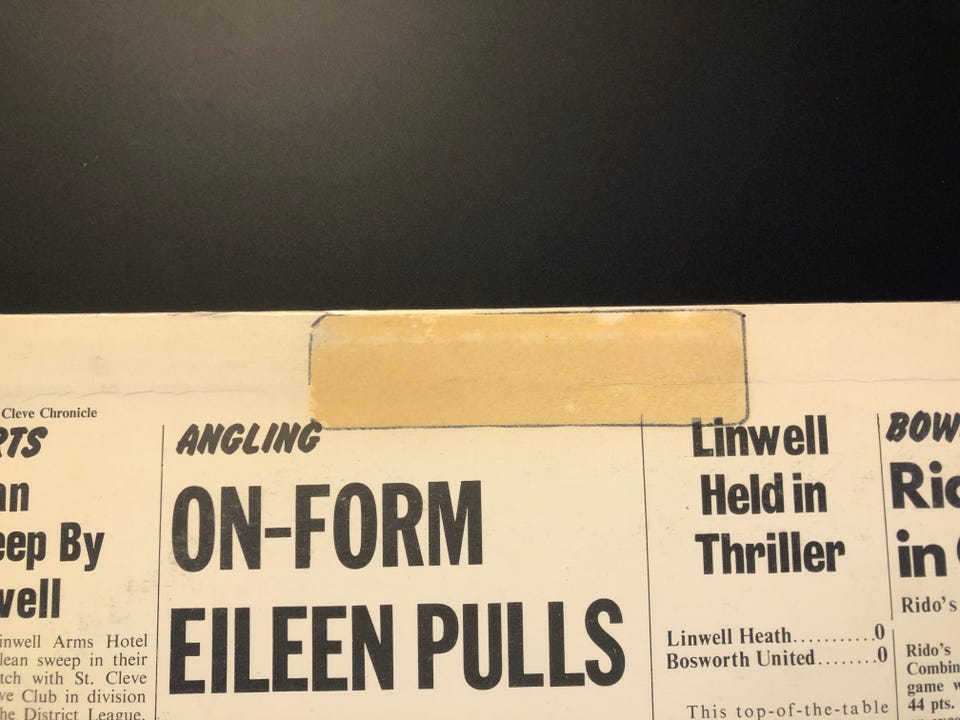 Cleve Chronicle
RTS
an
eep By
well
inwell Arms Hotel
lean sweep in their
tch with St. Cleve
ve Club in division
he District League.
ANGLING
ON-FORM
EILEEN PULLS
Linwell
Held in
Thriller
Linwell Heath...........0
Bosworth United........0
This top-of-the-table
BOW
Ric
in
Rido's
Rido's
Combin
game w
44 pts.